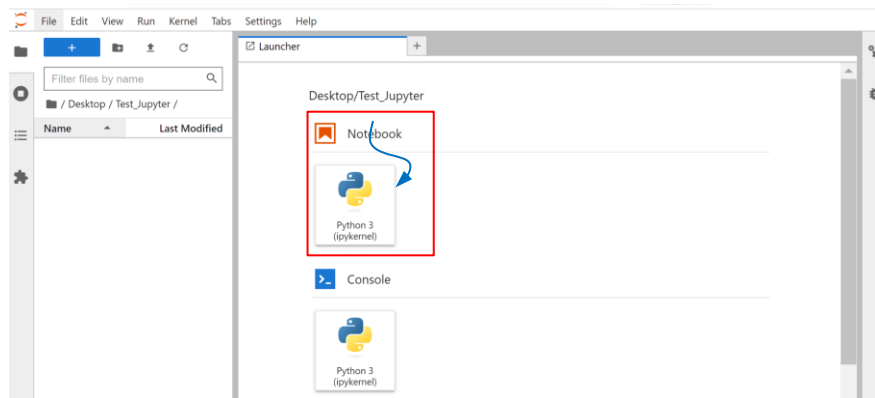 File Edit View Run Kernel Tabs Settings Help
+
Launcher
+
Filter files by name
/ Desktop / Test_Jupyter /
Name Last Modified
Desktop/Test_Jupyter
Notebook
Python 3
(ipykernel)
>_ Console
Python 3
(ipykernel)